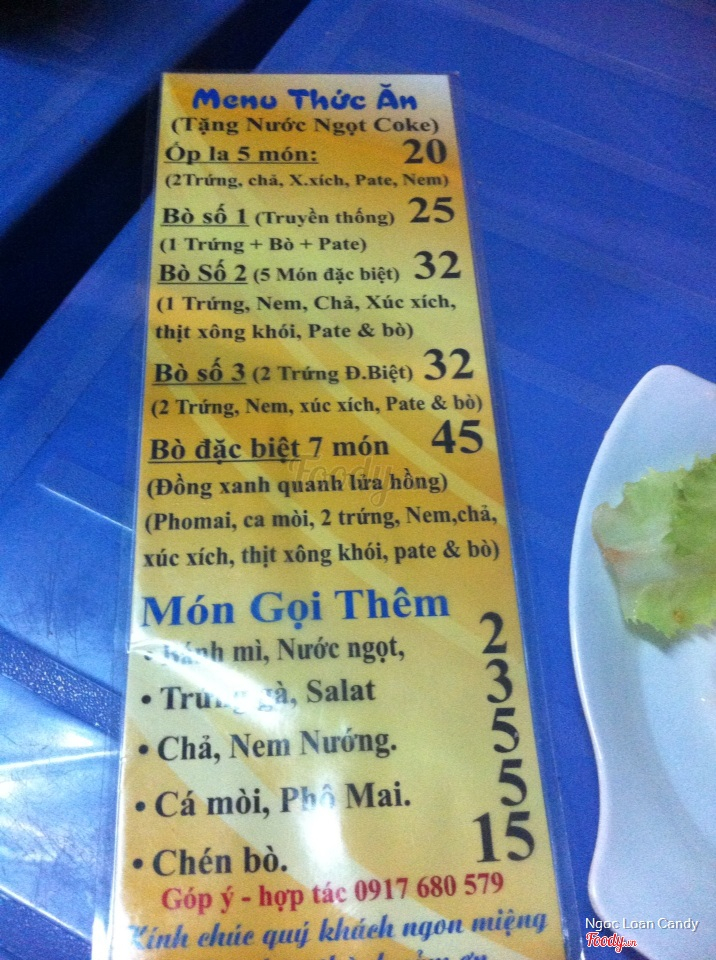 Menu Thức Ăn
(Tặng Nước Ngọt Coke)
Óp la 5 món: 20
(2Trứng, chả, X.xích, Pate, Nem)
Bò số 1 (Truyền thống) 25
(1 Trứng + Bò + Pate)
Bò Số 2 (5 Món đặc biệt) 32
(1 Trứng, Nem, Chả, Xúc xích,
thịt xông khói, Pate & bò)
Bò số 3 (2 Trứng Đ.Biệt) 32
(2 Trứng, Nem, xúc xích, Pate & bò)
Bò đặc biệt 7 món 45
(Đồng xanh quanh lửa hồng)
(Phomai, ca mòi, 2 trứng, Nem,chả,
xúc xích, thịt xông khói, pate & bò)
Món Gọi Thêm
• Bánh mì, Nước ngọt, 2
• Trứng gà, Salat 3
• Chả, Nem Nướng. 5
• Cá mòi, Phô Mai. 5
• Chén bò. 15
Góp ý - hợp tác 0917 680 579
Kính chúc quý khách ngon miệng
Foody
Ngoc Loan Candy
Foody.vn